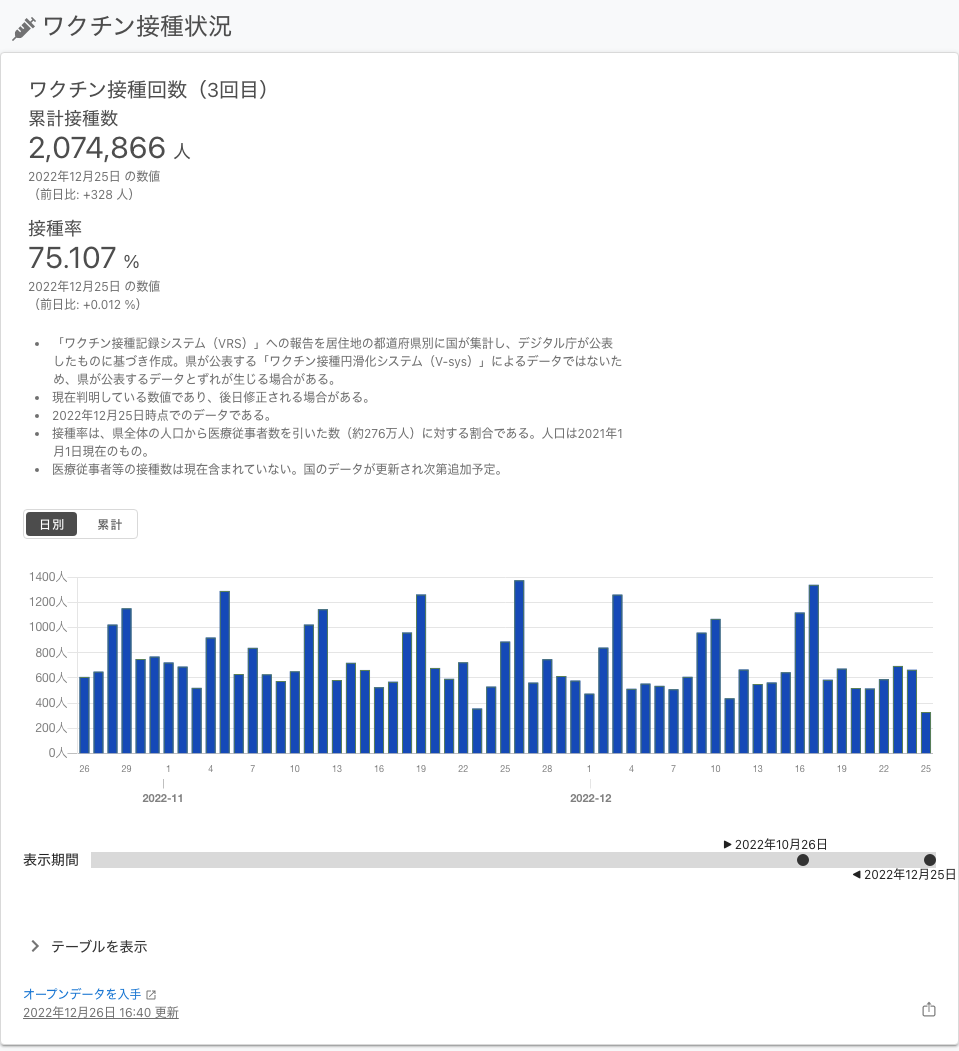 ワクチン接種状況
ワクチン接種回数（3回目）
累計接種数
2,074,866 人
2022年12月25日 の数値
（前日比: +328 人）
接種率
75.107 %
2022年12月25日 の数値
（前日比: +0.012 %）
• 「ワクチン接種記録システム（VRS）」への報告を居住地の都道府県別に国が集計し、デジタル庁が公表
したものに基づき作成。県が公表する「ワクチン接種円滑化システム（V-sys）」によるデータではないた
め、県が公表するデータとずれが生じる場合がある。
• 現在判明している数値であり、後日修正される場合がある。
• 2022年12月25日時点でのデータである。
• 接種率は、県全体の人口から医療従事者数を引いた数（約276万人）に対する割合である。人口は2021年1
月1日現在のもの。
• 医療従事者等の接種数は現在含まれていない。国のデータが更新され次第追加予定。
日別 累計
1400人
1200人
1000人
800人
600人
400人
200人
0人
26 29 1 4 7 10 13 16 19 22 25 28 1 4 7 10 13 16 19 22 25
2022-11 2022-12
▶ 2022年10月26日
表示期間
◀ 2022年12月25日
テーブルを表示
オープンデータを入手
2022年12月26日 16:40 更新